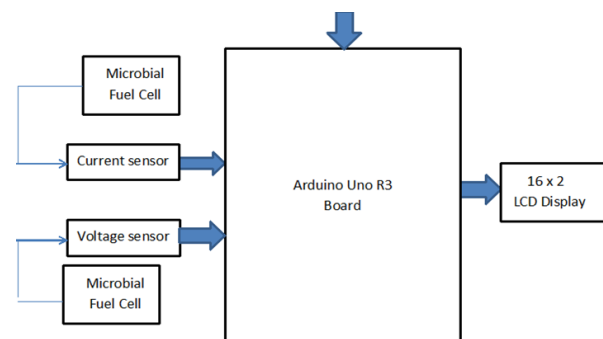 Microbial
Fuel Cell
Current sensor
Arduino Uno R3
Board
16 x 2
LCD Display
Voltage sensor
Microbial
Fuel Cell